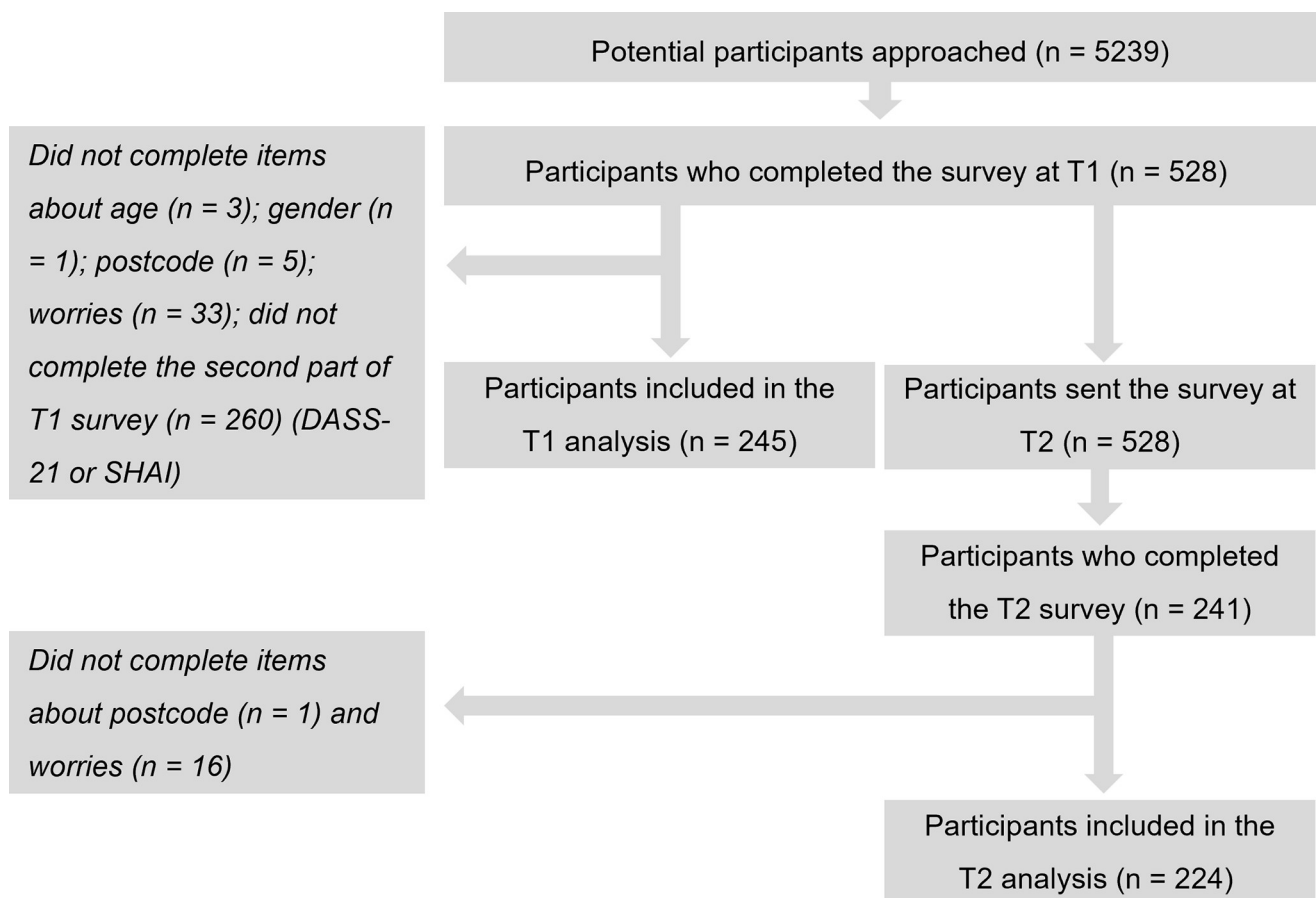 Potential participants approached (n = 5239)
Participants who completed the survey at T1 (n = 528)
Did not complete items
about age (n = 3); gender (n
= 1); postcode (n = 5);
worries (n = 33); did not
complete the second part of
T1 survey (n = 260) (DASS-
21 or SHAI)
Participants included in the
T1 analysis (n = 245)
Participants sent the survey at
T2 (n = 528)
Participants who completed
the T2 survey (n = 241)
Did not complete items
about postcode (n = 1) and
worries (n = 16)
Participants included in the
T2 analysis (n = 224)